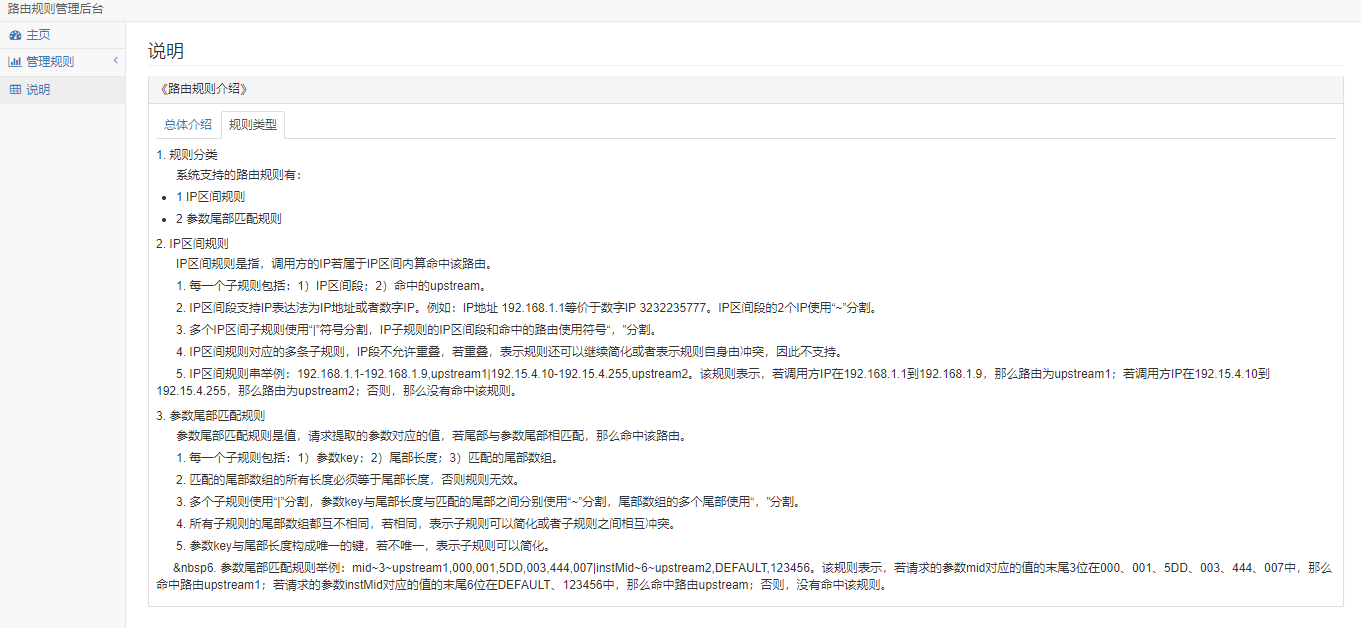 路由规则管理后台
主页
管理规则
说明
说明
《路由规则介绍》
总体介绍 规则类型
1. 规则分类
系统支持的路由规则有：
1 IP区间规则
2 参数尾部匹配规则
2. IP区间规则
IP区间规则是指，调用方的IP若属于IP区间内算命中该路由。
1. 每一个子规则包括：1）IP区间段；2）命中的upstream。
2. IP区间段支持IP表达法为IP地址或者数字IP。例如：IP地址 192.168.1.1等价于数字IP 3232235777。IP区间段的2个IP使用“~”分割。
3. 多个IP区间子规则使用“|”符号分割，IP子规则的IP区间段和命中的路由使用符号“，”分割。
4. IP区间规则对应的多条子规则，IP段不允许重叠，若重叠，表示规则还可以继续简化或者表示规则自身由冲突，因此不支持。
5. IP区间规则串举例：192.168.1.1-192.168.1.9,upstream1|192.15.4.10-192.15.4.255,upstream2。该规则表示，若调用方IP在192.168.1.1到192.168.1.9，那么路由为upstream1；若调用方IP在192.15.4.10到
192.15.4.255，那么路由为upstream2；否则，那么没有命中该规则。
3. 参数尾部匹配规则
参数尾部匹配规则是值，请求提取的参数对应的值，若尾部与参数尾部相匹配，那么命中该路由。
1. 每一个子规则包括：1）参数key；2）尾部长度；3）匹配的尾部数组。
2. 匹配的尾部数组的所有长度必须等于尾部长度，否则规则无效。
3. 多个子规则使用“|”分割，参数key与尾部长度与匹配的尾部之间分别使用“~”分割，尾部数组的多个尾部使用“，”分割。
4. 所有子规则的尾部数组都互不相同，若相同，表示子规则可以简化或者子规则之间相互冲突。
5. 参数key与尾部长度构成唯一的键，若不唯一，表示子规则可以简化。
&nbsp6. 参数尾部匹配规则举例：mid~3~upstream1,000,001,5DD,003,444,007|instMid~6~upstream2,DEFAULT,123456。该规则表示，若请求的参数mid对应的值的末尾3位在000、001、5DD、003、444、007中，那么
命中路由upstream1；若请求的参数instMid对应的值的末尾6位在DEFAULT、123456中，那么命中路由upstream；否则，没有命中该规则。